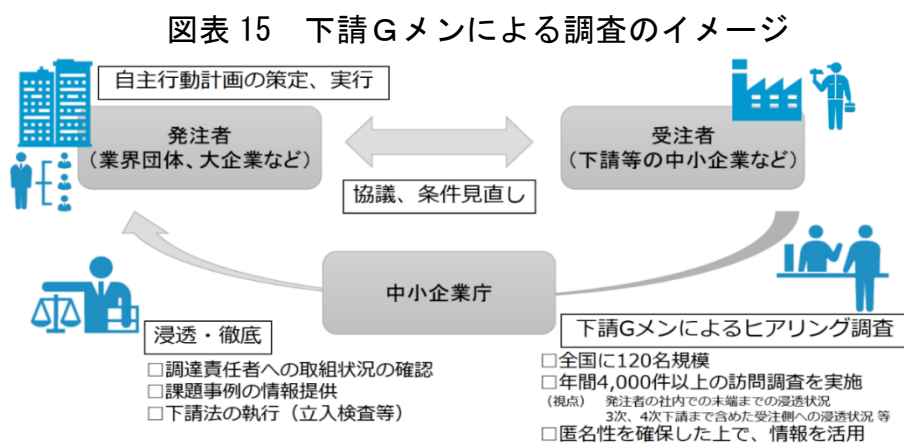 図表 15 下請Gメンによる調査のイメージ
自主行動計画の策定、実行
発注者
(業界団体、大企業など)
受注者
(下請等の中小企業など)
協議、条件見直し
中小企業庁
浸透・徹底
□調達責任者への取組状況の確認
□課題事例の情報提供
□下請法の執行(立入検査等)
下請Gメンによるヒアリング調査
□全国に120名規模
□年間4,000件以上の訪問調査を実施
(視点) 発注者の社内での末端までの浸透状況
3次、4次下請まで含めた受注側への浸透状況 等
□匿名性を確保した上で、情報を活用